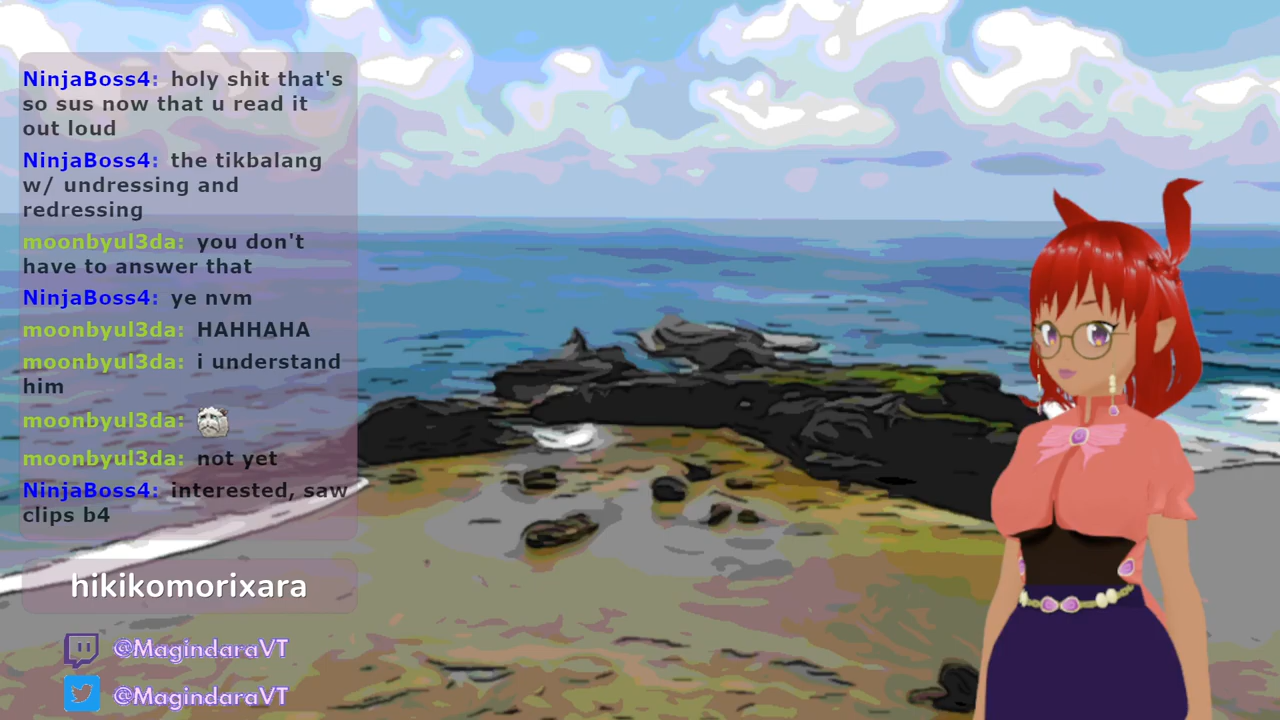 NinjaBoss4: holy shit that's
so sus now that u read it
out loud
NinjaBoss4: the tikbalang
w/ undressing and
redressing
moonbyul3da: you don't
have to answer that
NinjaBoss4: ye nvm
moonbyul3da: HAHHAHA
moonbyul3da: i understand
him
moonbyul3da:
moonbyul3da: not yet
NinjaBoss4: interested, saw
clips b4
hikikomorixara
@MagindaraVT
@MagindaraVT